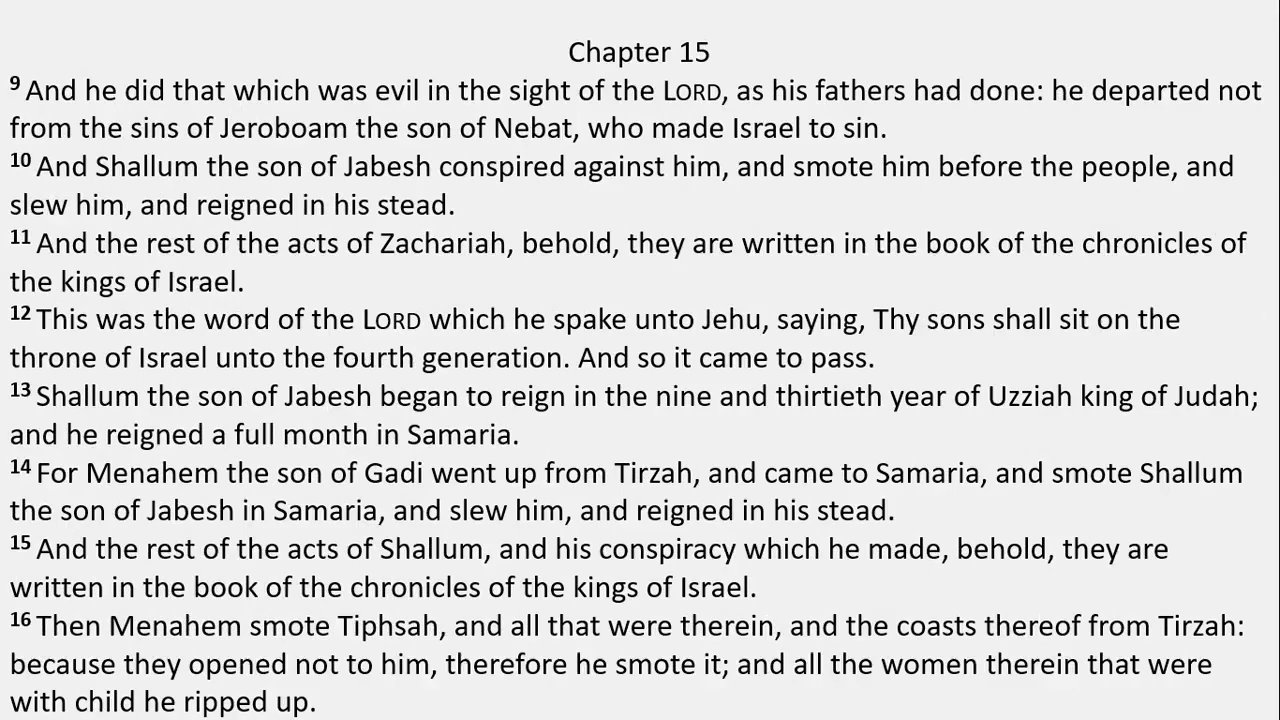 Chapter 15
9 And he did that which was evil in the sight of the LORD, as his fathers had done: he departed not
from the sins of Jeroboam the son of Nebat, who made Israel to sin.
10 And Shallum the son of Jabesh conspired against him, and smote him before the people, and
slew him, and reigned in his stead.
11 And the rest of the acts of Zachariah, behold, they are written in the book of the chronicles of
the kings of Israel.
12 This was the word of the LORD which he spake unto Jehu, saying, Thy sons shall sit on the
throne of Israel unto the fourth generation. And so it came to pass.
13 Shallum the son of Jabesh began to reign in the nine and thirtieth year of Uzziah king of Judah;
and he reigned a full month in Samaria.
14 For Menahem the son of Gadi went up from Tirzah, and came to Samaria, and smote Shallum
the son of Jabesh in Samaria, and slew him, and reigned in his stead.
15 And the rest of the acts of Shallum, and his conspiracy which he made, behold, they are
written in the book of the chronicles of the kings of Israel.
16 Then Menahem smote Tiphsah, and all that were therein, and the coasts thereof from Tirzah:
because they opened not to him, therefore he smote it; and all the women therein that were
with child he ripped up.